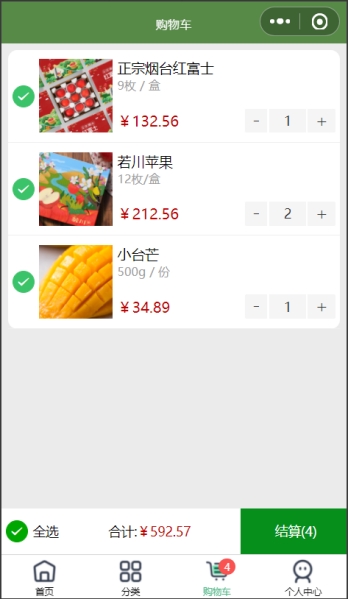 购物车
正宗烟台红富士
9枚 / 盒
￥132.56
- 1 +
若川苹果
12枚/盒
￥212.56
- 2 +
小台芒
500g / 份
￥34.89
- 1 +
全选
合计:￥592.57
结算(4)
4
首页
分类
购物车
个人中心